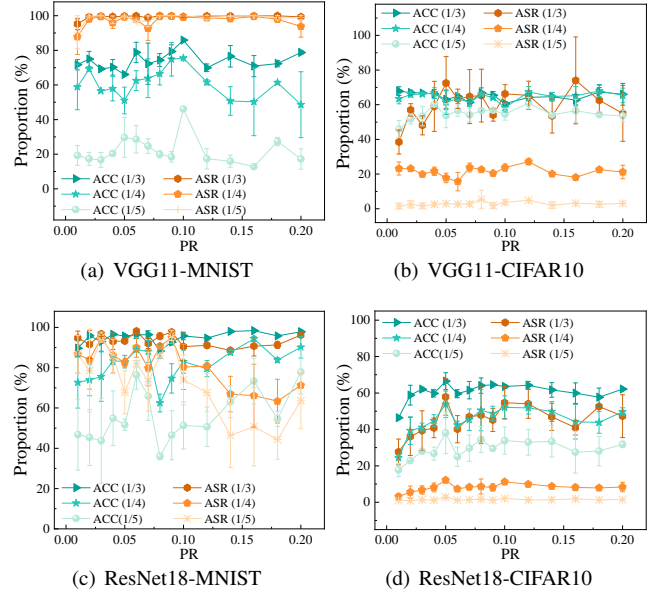 Proportion (%)
100
80
60
40
20
0
ACC (1/3) ASR (1/3)
ACC (1/4) ASR (1/4)
ACC (1/5) ASR (1/5)
0.00 0.05 0.10 0.15 0.20
PR
(a) VGG11-MNIST
Proportion (%)
100
80
60
40
20
0
ACC (1/3) ASR (1/3)
ACC (1/4) ASR (1/4)
ACC (1/5) ASR (1/5)
0.00 0.05 0.10 0.15 0.20
PR
(b) VGG11-CIFAR10
Proportion (%)
100
80
60
40
20
0
ACC (1/3) ASR (1/3)
ACC (1/4) ASR (1/4)
ACC(1/5) ASR (1/5)
0.00 0.05 0.10 0.15 0.20
PR
(c) ResNet18-MNIST
Proportion (%)
100
80
60
40
20
0
ACC (1/3) ASR (1/3)
ACC (1/4) ASR (1/4)
ACC(1/5) ASR (1/5)
0.00 0.05 0.10 0.15 0.20
PR
(d) ResNet18-CIFAR10